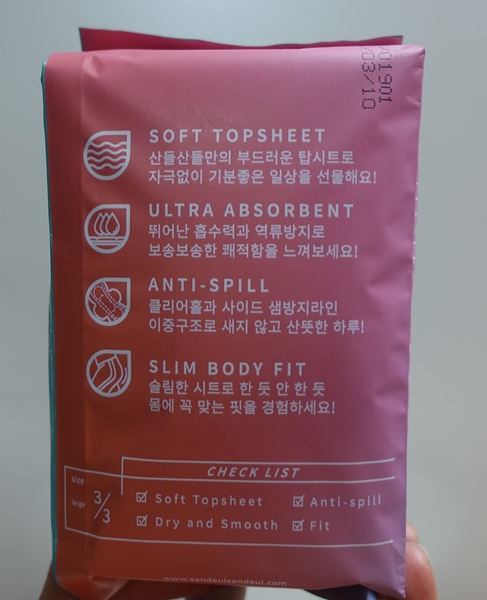 SOFT TOPSHEET
산들산들만의 부드러운 탑시트로
자극없이 기분좋은 일상을 선물해요!
ULTRA ABSORBENT
뛰어난 흡수력과 역류방지로
보송보송한 쾌적함을 느껴보세요!
ANTI-SPILL
클리어홀과 사이드 샘방지라인
이중구조로 새지 않고 산뜻한 하루!
SLIM BODY FIT
슬림한 시트로 한 듯 안 한 듯
몸에 꼭 맞는 핏을 경험하세요!
CHECK LIST
size
large
3/3
Soft Topsheet
Anti-spill
Dry and Smooth
Fit
www.sandeulsandeul.com